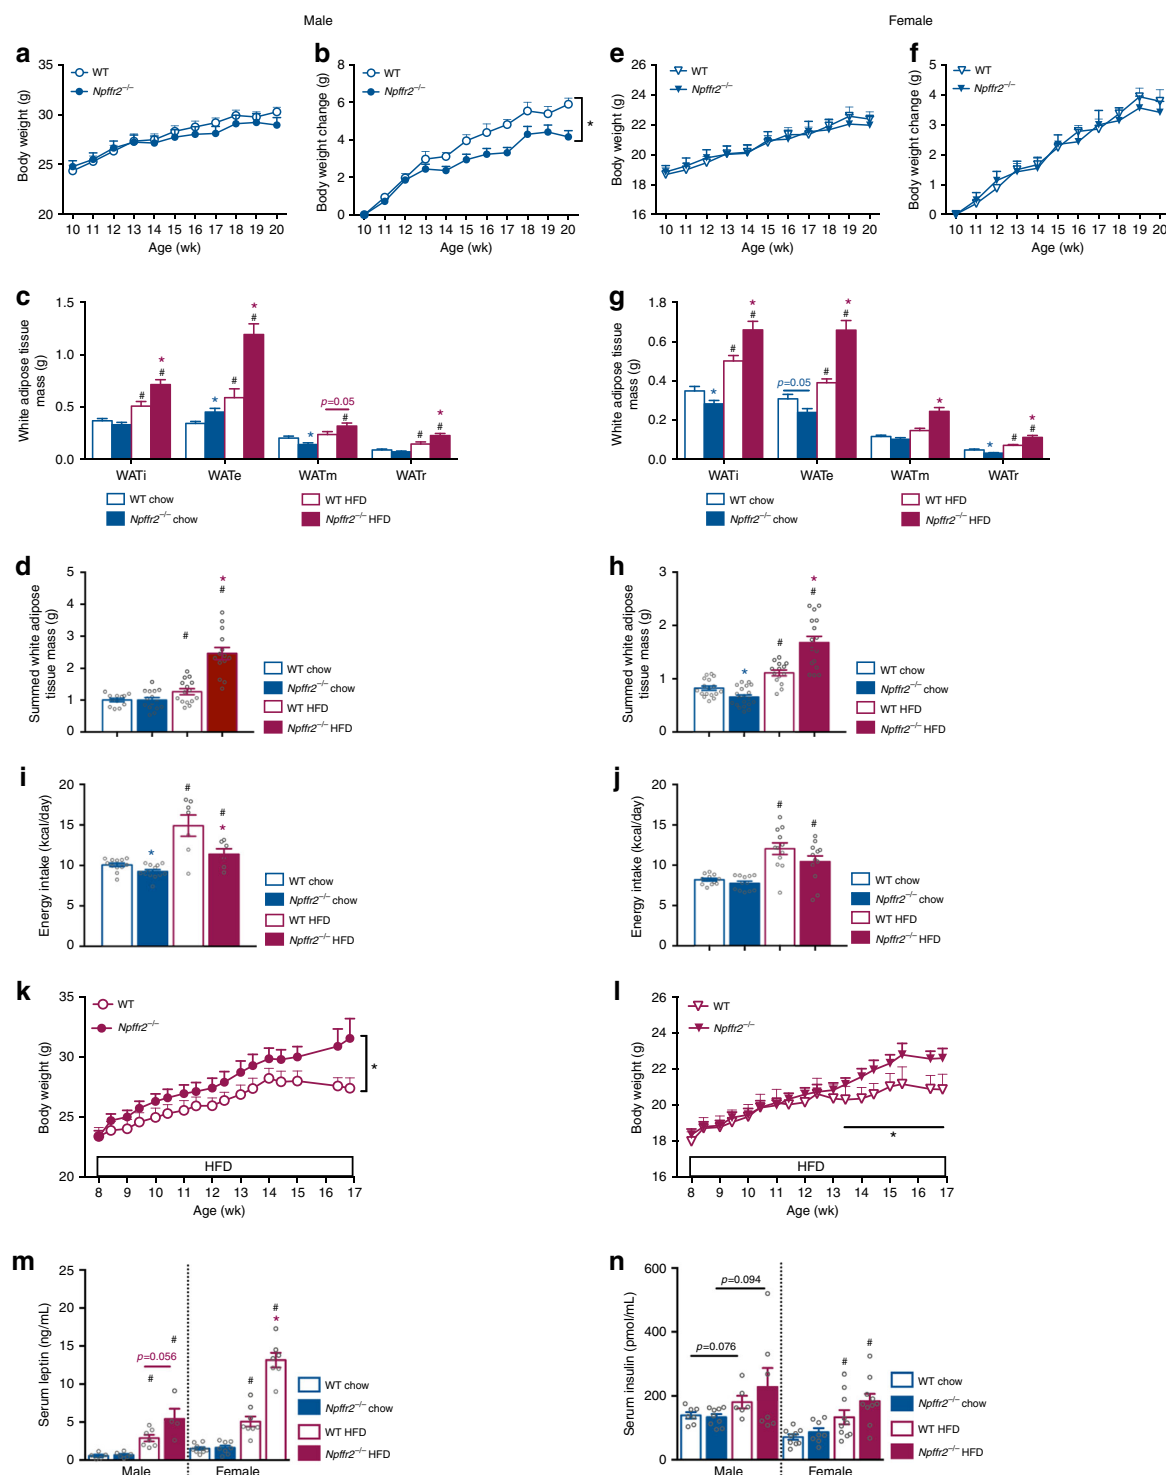 Male
Female
a
Body weight (g)
35
30
25
20
WT
Npffr2−/−
10 11 12 13 14 15 16 17 18 19 20
Age (wk)
b
Body weight change (g)
8
6
4
2
0
WT
Npffr2−/−
*
10 11 12 13 14 15 16 17 18 19 20
Age (wk)
e
Body weight (g)
26
24
22
20
18
16
WT
Npffr2−/−
10 11 12 13 14 15 16 17 18 19 20
Age (wk)
f
Body weight change (g)
5
4
3
2
1
0
WT
Npffr2−/−
10 11 12 13 14 15 16 17 18 19 20
Age (wk)
c
White adipose tissue
mass (g)
1.5
1.0
0.5
0.0
# * #
* # * #
* p=0.05 #
# * #
WATi WATe WATm WATr
WT chow
Npffr2−/− chow
WT HFD
Npffr2−/− HFD
g
White adipose tissue
mass (g)
1.8
0.6
0.4
0.2
0.0
* # * #
p=0.05 # * #
*
* # * #
WATi WATe WATm WATr
WT chow
Npffr2−/− chow
WT HFD
Npffr2−/− HFD
d
Summed white adipose
tissue mass (g)
5
4
3
2
1
0
# * #
WT chow
Npffr2−/− chow
WT HFD
Npffr2−/− HFD
h
Summed white adipose
tissue mass (g)
3
2
1
0
* # * #
WT chow
Npffr2−/− chow
WT HFD
Npffr2−/− HFD
i
Energy intake (kcal/day)
20
15
10
5
0
* # # *
WT chow
Npffr2−/− chow
WT HFD
Npffr2−/− HFD
j
Energy intake (kcal/day)
20
15
10
5
0
# #
WT chow
Npffr2−/− chow
WT HFD
Npffr2−/− HFD
k
Body weight (g)
35
30
25
20
WT
Npffr2−/−
*
HFD
8 9 10 11 12 13 14 15 16 17
Age (wk)
l
Body weight (g)
26
24
22
20
18
16
WT
Npffr2−/−
*
HFD
8 9 10 11 12 13 14 15 16 17
Age (wk)
m
Serum leptin (ng/mL)
25
20
15
10
5
0
p=0.056
# #
# # *
Male Female
WT chow
Npffr2−/− chow
WT HFD
Npffr2−/− HFD
n
Serum insulin (pmol/mL)
600
400
200
0
p=0.094
p=0.076
# #
Male Female
WT chow
Npffr2−/− chow
WT HFD
Npffr2−/− HFD